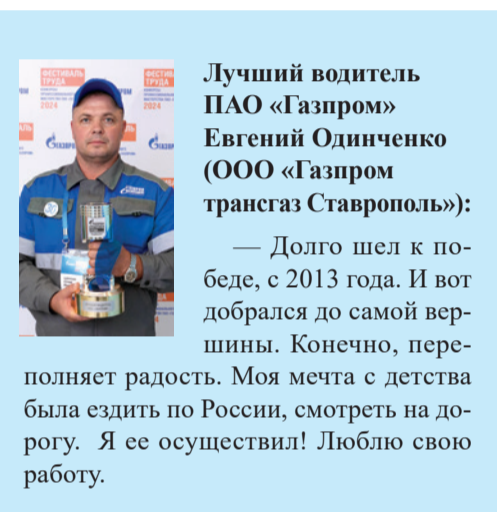 ФЕСТИВАЛЬ
ТРУДА
2024
ГАЗПРОМ
2024
Лучший водитель
ПАО «Газпром»
Евгений Одинченко
(ООО «Газпром
трансгаз Ставрополь»):
— Долго шел к по-
беде, с 2013 года. И вот
добрался до самой вер-
шины. Конечно, пере-
полняет радость. Моя мечта с детства
была ездить по России, смотреть на до-
рогу.  Я ее осуществил! Люблю свою
работу.